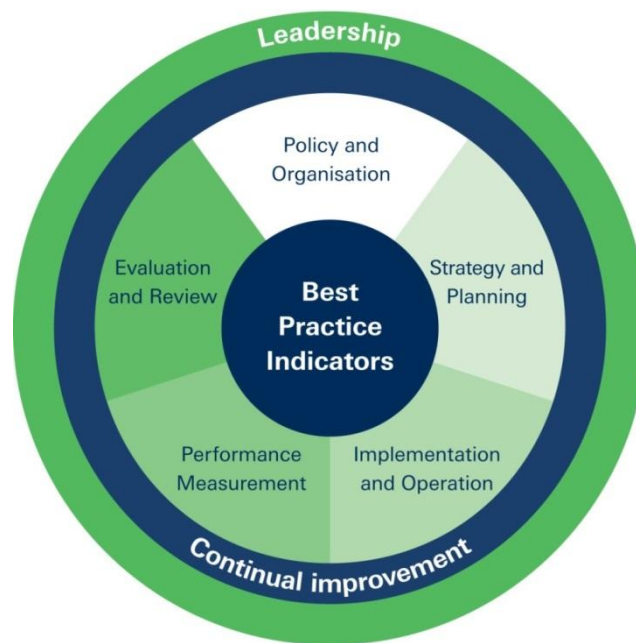 Leadership
Policy and
Organisation
Strategy and
Planning
Implementation
and Operation
Performance
Measurement
Evaluation
and Review
Best
Practice
Indicators
Continual improvement